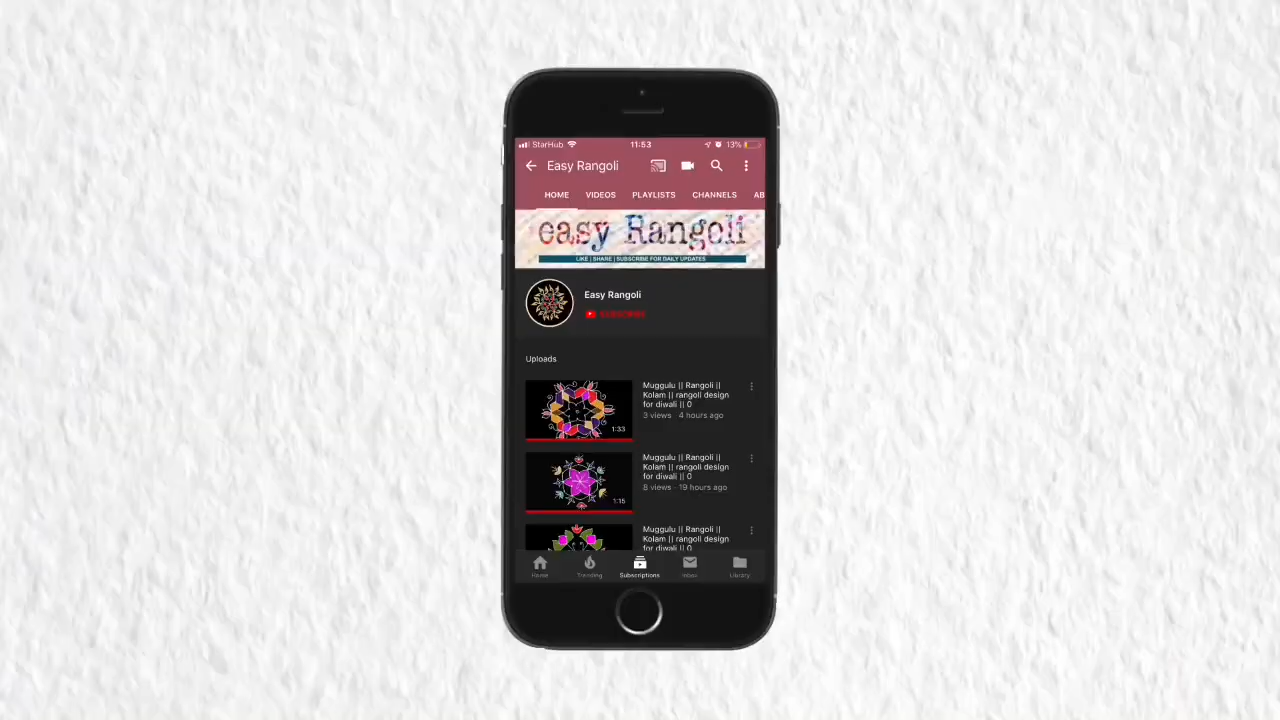 StarHub
11:53
13%
Easy Rangoli
HOME VIDEOS PLAYLISTS CHANNELS AB
easy Rangoli
LIKE | SHARE | SUBSCRIBE FOR DAILY UPDATES
Easy Rangoli
SUBSCRIBE
Uploads
Muggulu || Rangoli ||
Kolam || rangoli design
for diwali || 0
3 views · 4 hours ago
1:33
Muggulu || Rangoli ||
Kolam || rangoli design
for diwali || 0
8 views · 19 hours ago
1:15
Muggulu || Rangoli ||
Kolam || rangoli design
for diwali || 0
Home Trending Subscriptions Inbox Library